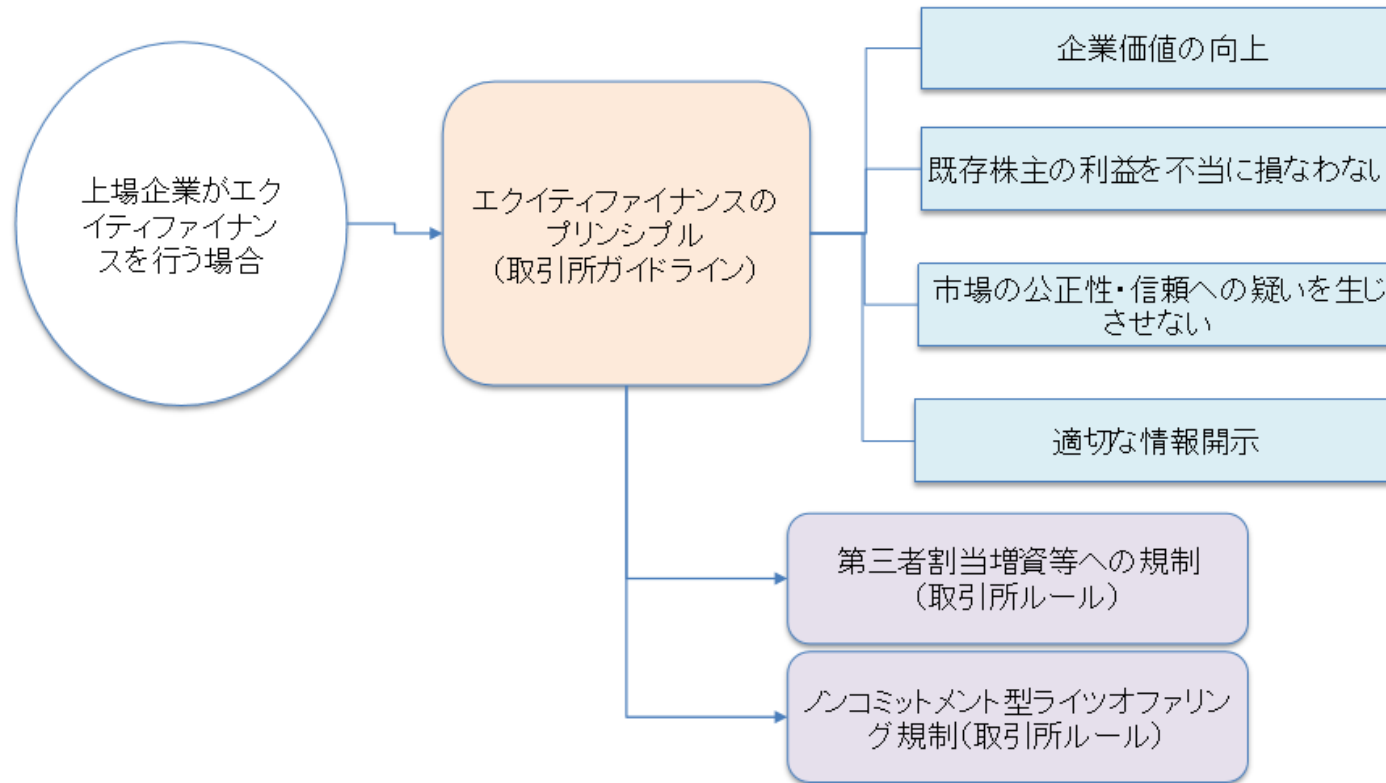 上場企業がエク
イティファイナン
スを行う場合
エクイティファイナンスの
プリンシプル
（取引所ガイドライン）
企業価値の向上
既存株主の利益を不当に損なわない
市場の公正性・信頼への疑いを生じ
させない
適切な情報開示
第三者割当増資等への規制
（取引所ルール）
ノンコミットメント型ライツオファリン
グ規制（取引所ルール）